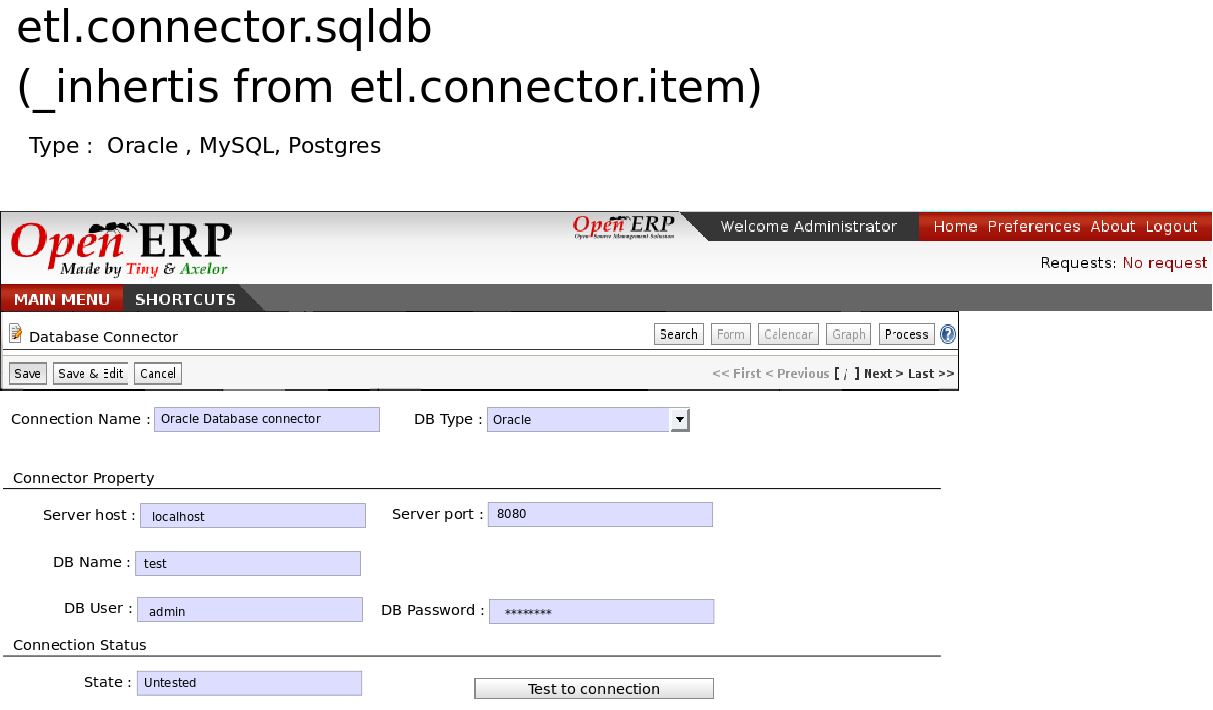 etl.connector.sqldb
(_inhertis from etl.connector.item)
Type : Oracle , MySQL, Postgres
Open ERP
Made by Tiny & Axelor
Open ERP
Open Source Management Solution
Welcome Administrator
Home Preferences About Logout
Requests: No request
MAIN MENU SHORTCUTS
Database Connector
Search Form Calendar Graph Process ?
Save Save & Edit Cancel
<< First < Previous [ / ] Next > Last >>
Connection Name : Oracle Database connector DB Type : Oracle
Connector Property
Server host : localhost Server port : 8080
DB Name : test
DB User : admin DB Password : ********
Connection Status
State : Untested Test to connection